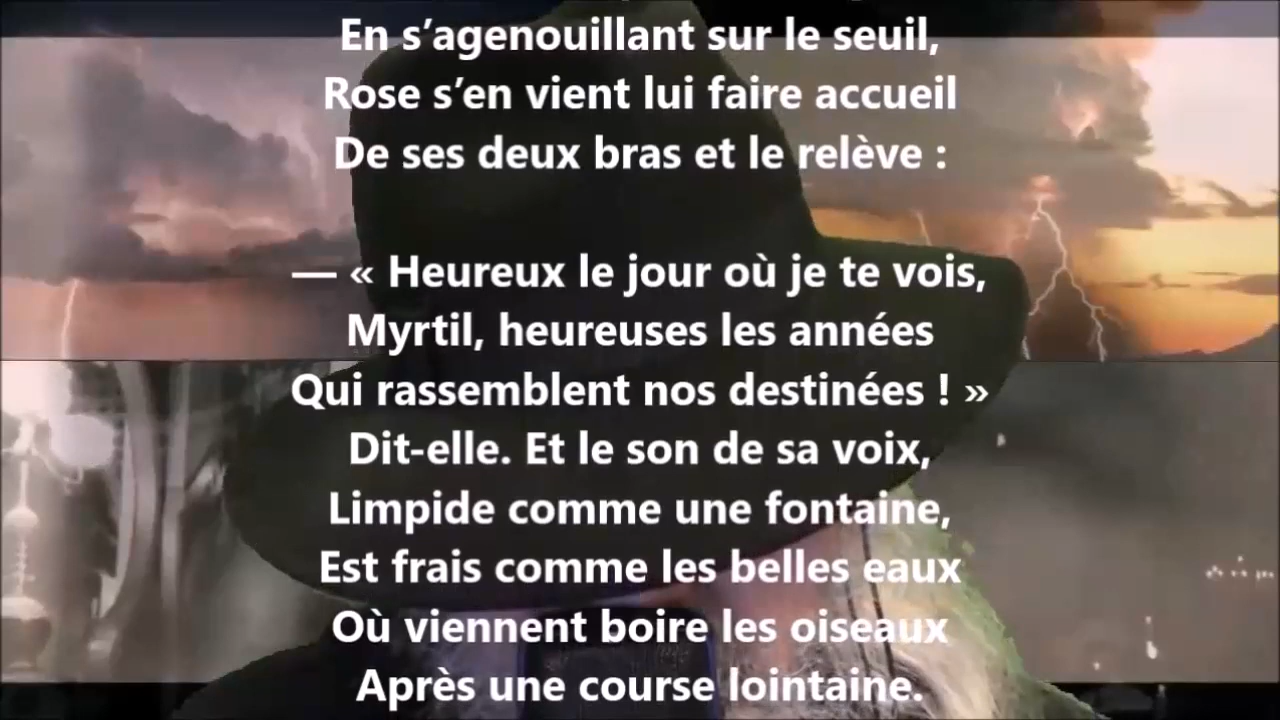 En s’agenouillant sur le seuil,
Rose s’en vient lui faire accueil
De ses deux bras et le relève :
— « Heureux le jour où je te vois,
Myrtil, heureuses les années
Qui rassemblent nos destinées ! »
Dit-elle. Et le son de sa voix,
Limpide comme une fontaine,
Est frais comme les belles eaux
Où viennent boire les oiseaux
Après une course lointaine.